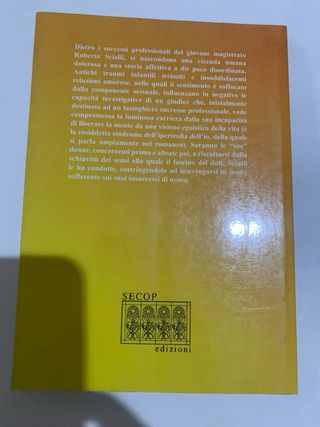 Dietro i successi professionali del giovane magistrato
Roberto Scialli, si nascondono una vicenda umana
dolorosa e una storia affettiva a dir poco disordinata.
Antichi traumi infantili irrisolti e insoddisfacenti
relazioni amorose, nelle quali il sentimento è soffocato
dalla componente sessuale, influenzano in negativo le
capacità investigative di un giudice che, inizialmente
destinato ad un lusinghiero successo professionale, vede
compromessa la luminosa carriera dalla sua incapacità
di liberare la mente da una visione egoistica della vita (è
la cosiddetta sindrome dell'ipertrofia dell'io, della quale
si parla ampiamente nel romanzo). Saranno le "sue"
donne, concorrenti prima e alleate poi, a riscattarsi dalla
schiavitù dei sensi alla quale il fascino del dott. Scialli
le ha condotte, costringendolo ad interrogarsi in modo
sofferente sui suoi insuccessi di uomo.
SECOP
edizioni